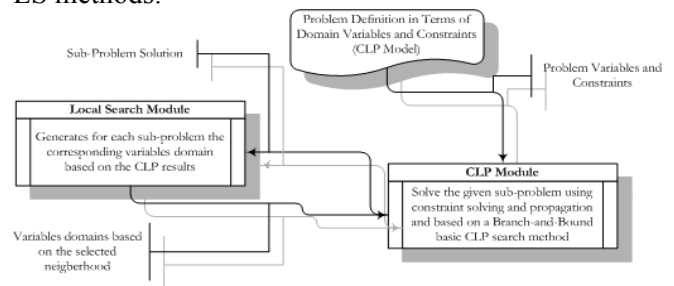 LS methods.
Problem Definition in Terms of
Domain Variables and Constraints
(CLP Model)
Sub-Problem Solution
Problem Variables and
Constraints
Local Search Module
Generates for each sub-problem the
corresponding variables domain
based on the CLP results
CLP Module
Solve the given sub-problem using
constraint solving and propagation
and based on a Branch-and-Bound
basic CLP search method
Variables domains based
on the selected
neigberhood